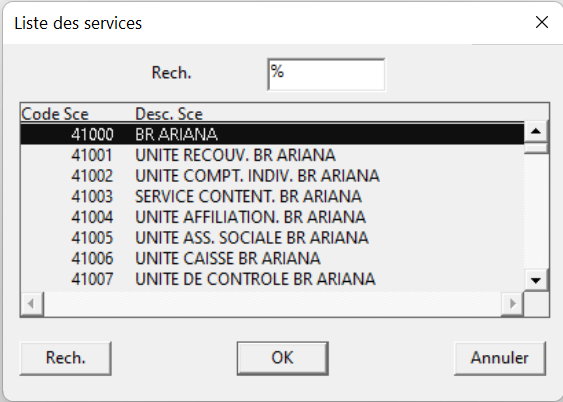 Liste des services
Rech. %
Code Sce Desc. Sce
41000 BR ARIANA
41001 UNITE RECOUV. BR ARIANA
41002 UNITE COMPT. INDIV. BR ARIANA
41003 SERVICE CONTENT. BR ARIANA
41004 UNITE AFFILIATION. BR ARIANA
41005 UNITE ASS. SOCIALE BR ARIANA
41006 UNITE CAISSE BR ARIANA
41007 UNITE DE CONTROLE BR ARIANA
Rech. OK Annuler